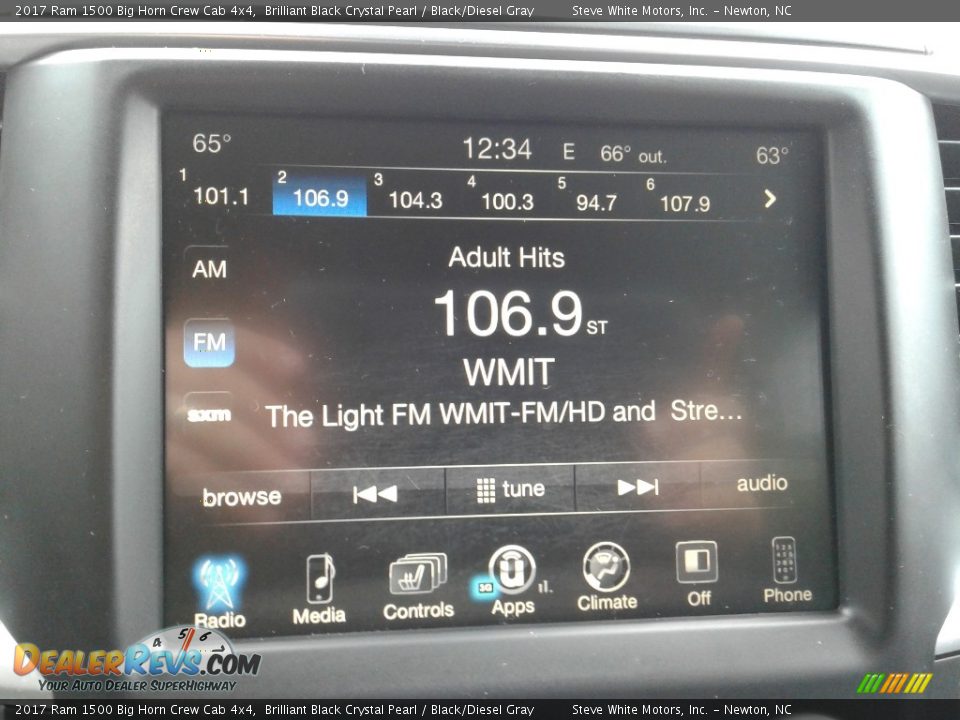 2017 Ram 1500 Big Horn Crew Cab 4x4, Brilliant Black Crystal Pearl / Black/Diesel Gray Steve White Motors, Inc. – Newton, NC
65° 12:34 E 66° out. 63°
1 101.1 2 106.9 3 104.3 4 100.3 5 94.7 6 107.9
Adult Hits
AM
106.9 ST
FM
WMIT
sxm
The Light FM WMIT-FM/HD and Stre...
browse tune audio
3G
Radio Media Controls Apps Climate Off Phone
4 5 6
DealerRevs.com
Your Auto Dealer SuperHighway
2017 Ram 1500 Big Horn Crew Cab 4x4, Brilliant Black Crystal Pearl / Black/Diesel Gray Steve White Motors, Inc. – Newton, NC